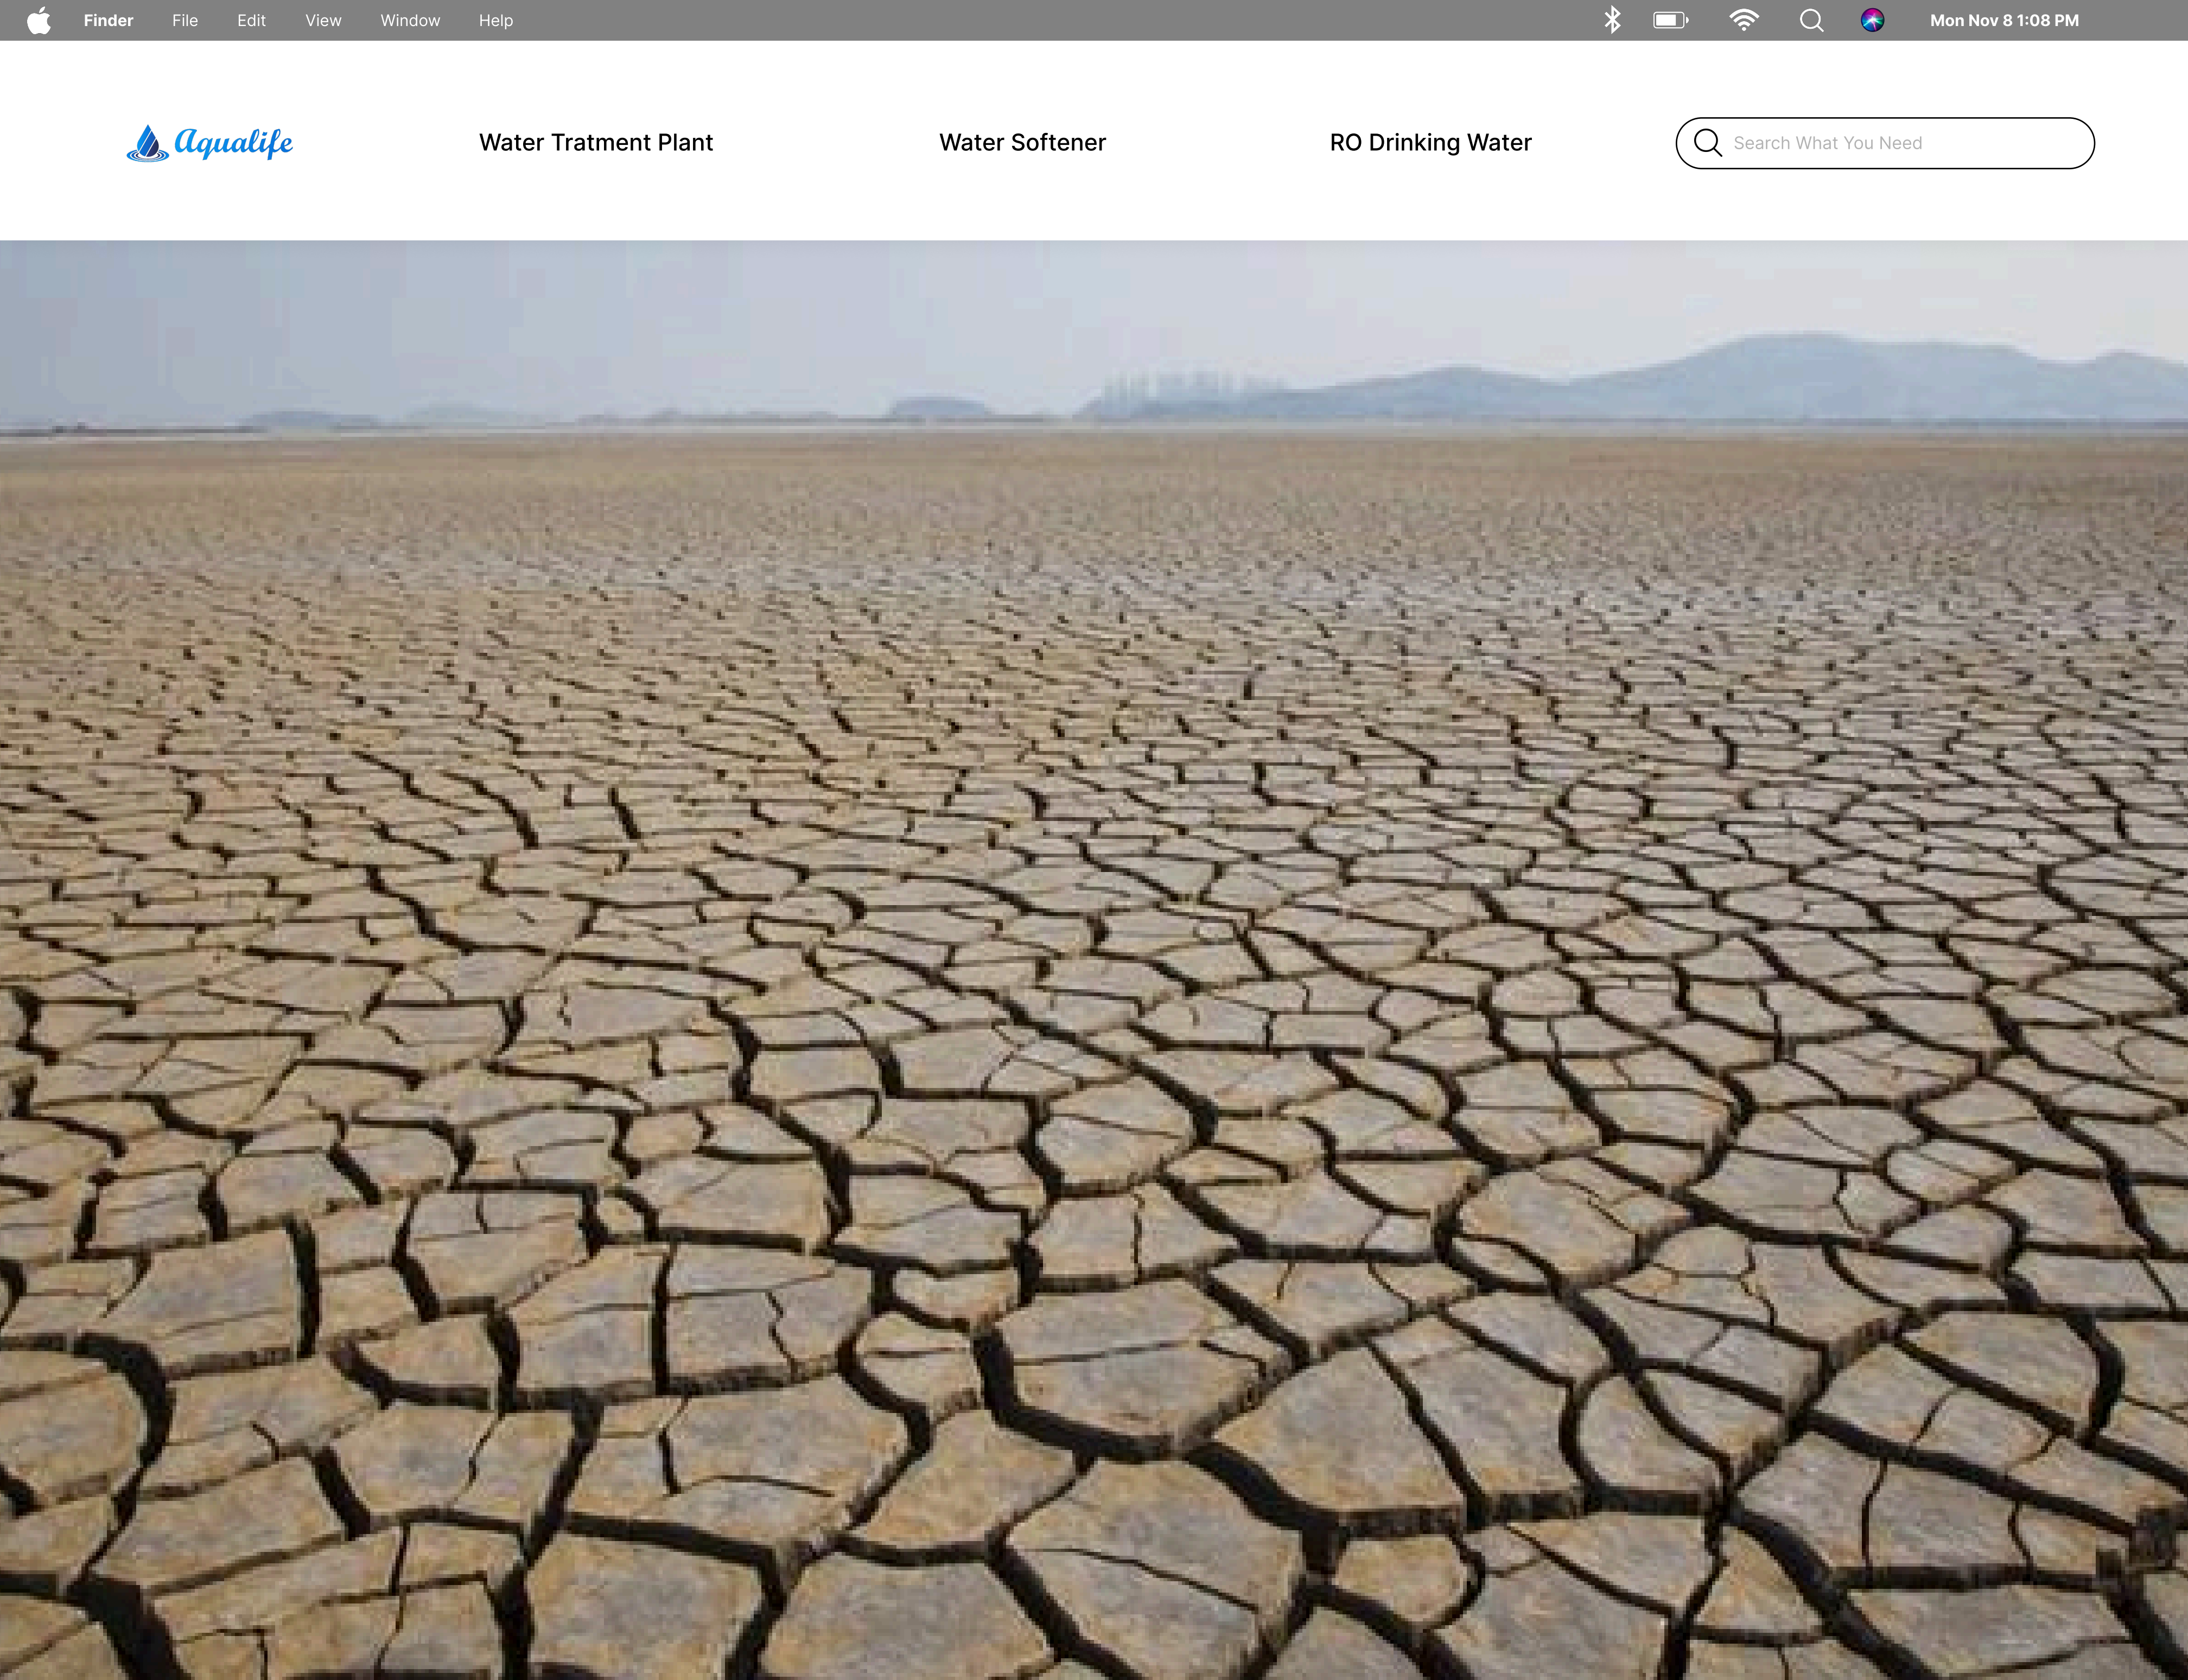 Finder File Edit View Window Help Mon Nov 8 1:08 PM
Aqualife Water Tratment Plant Water Softener RO Drinking Water Search What You Need